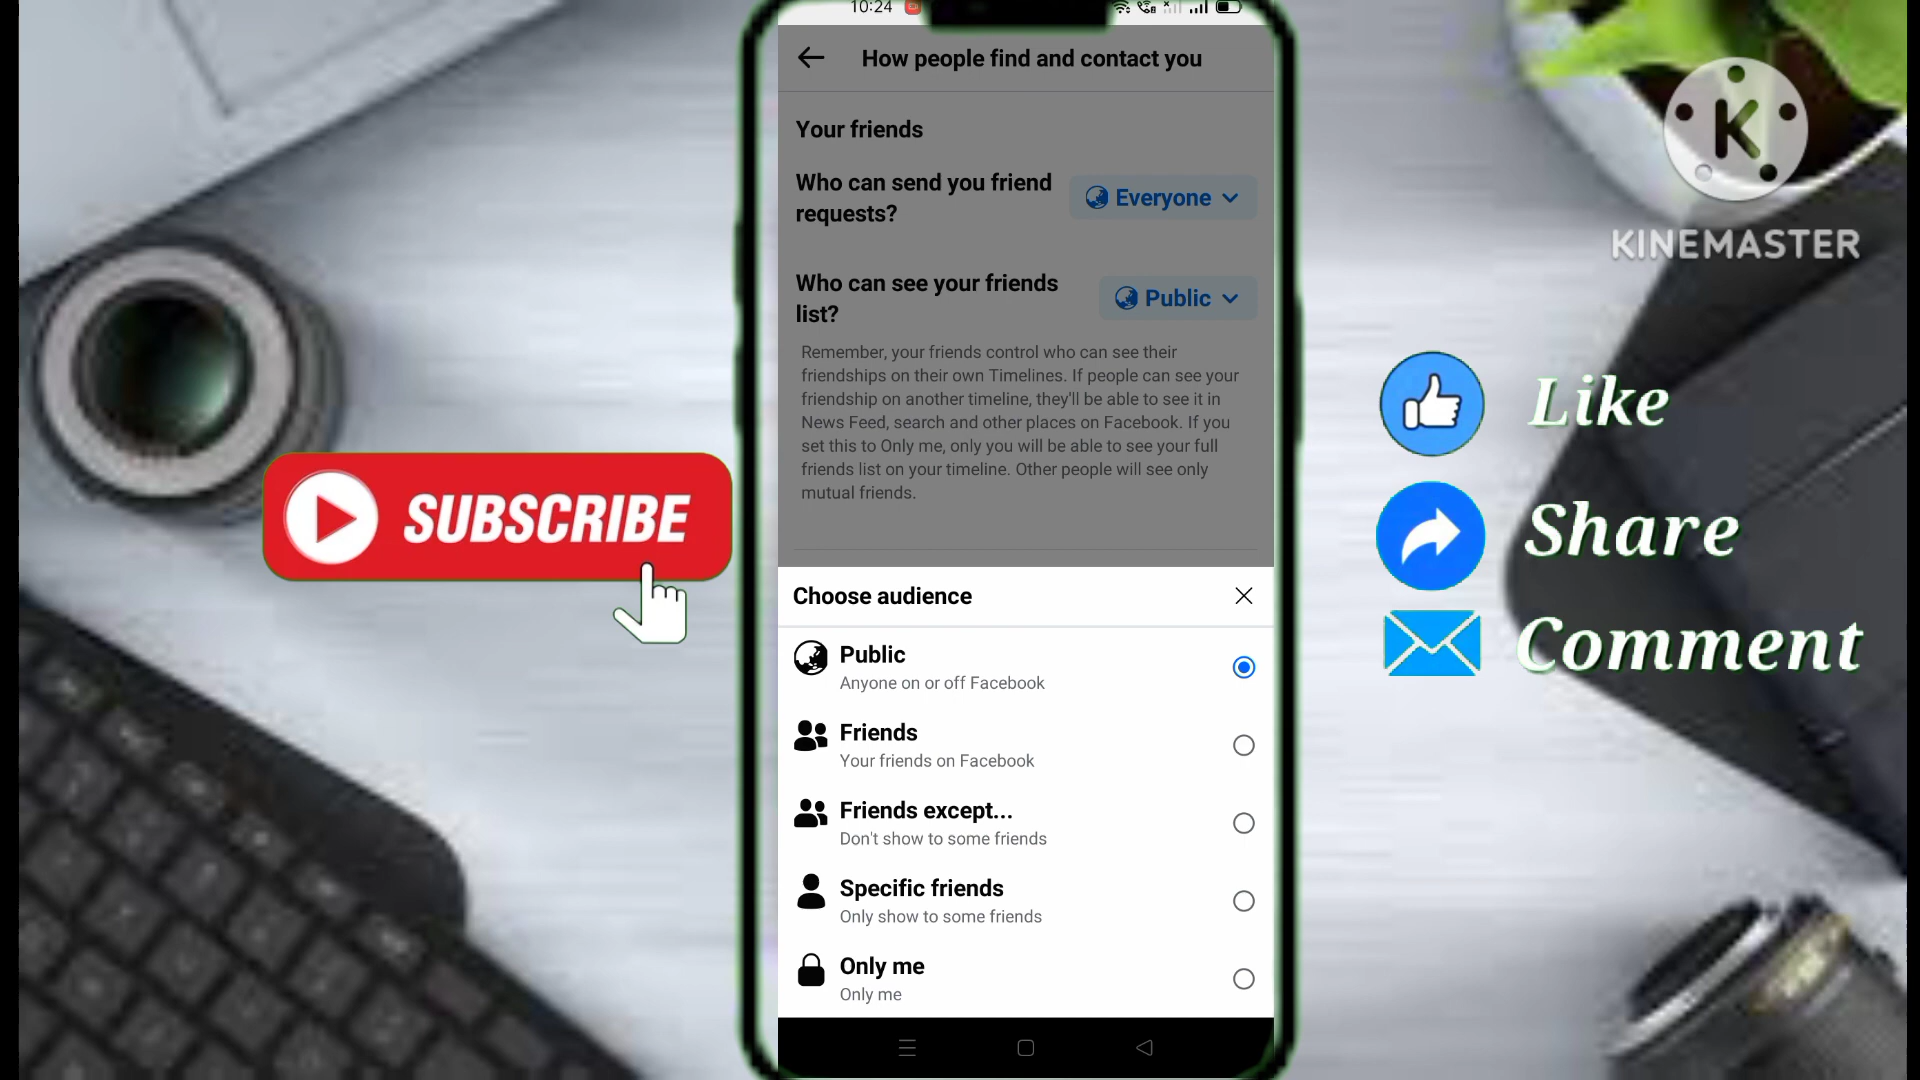 10:24
How people find and contact you
Your friends
Who can send you friend
requests?
Everyone
Who can see your friends
list?
Public
Remember, your friends control who can see their
friendships on their own Timelines. If people can see your
friendship on another timeline, they'll be able to see it in
News Feed, search and other places on Facebook. If you
set this to Only me, only you will be able to see your full
friends list on your timeline. Other people will see only
mutual friends.
Choose audience
Public
Anyone on or off Facebook
Friends
Your friends on Facebook
Friends except...
Don't show to some friends
Specific friends
Only show to some friends
Only me
Only me
SUBSCRIBE
K
KINEMASTER
Like
Share
Comment